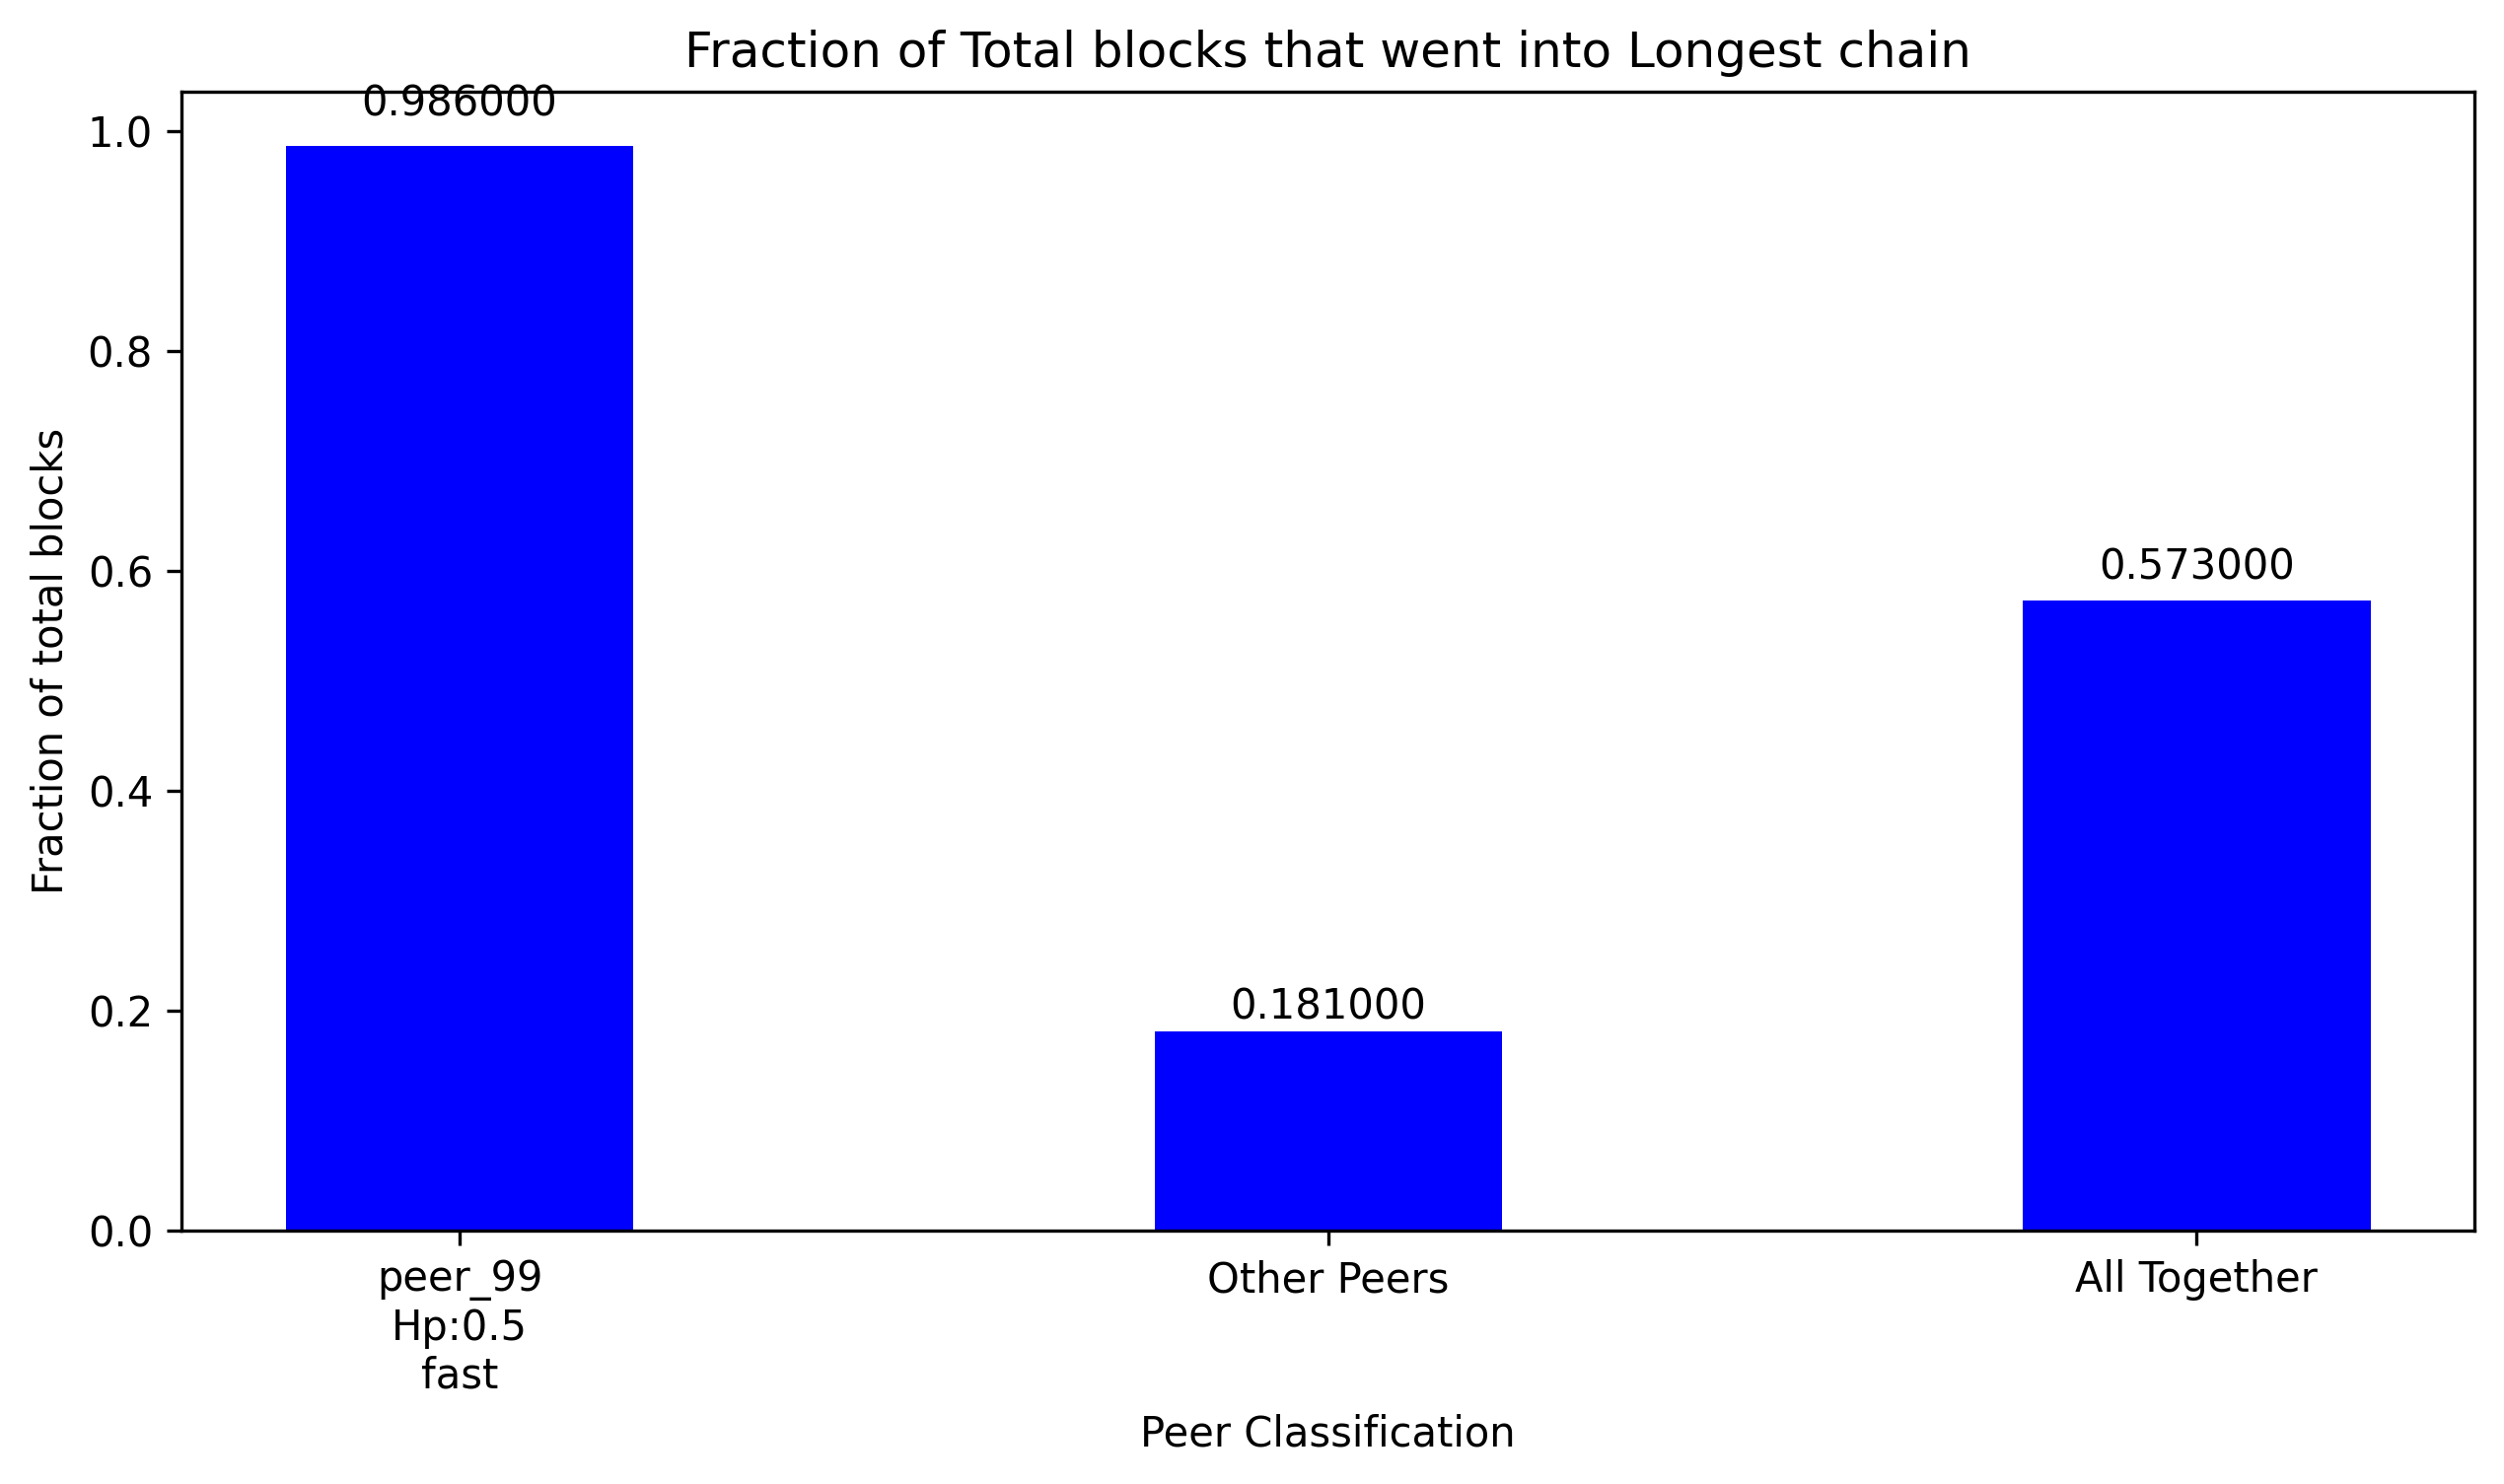 Fraction of Total blocks that went into Longest chain
Fraction of total blocks
1.0
0.8
0.6
0.4
0.2
0.0
0.986000
0.181000
0.573000
peer_99
Hp:0.5
fast
Other Peers
All Together
Peer Classification